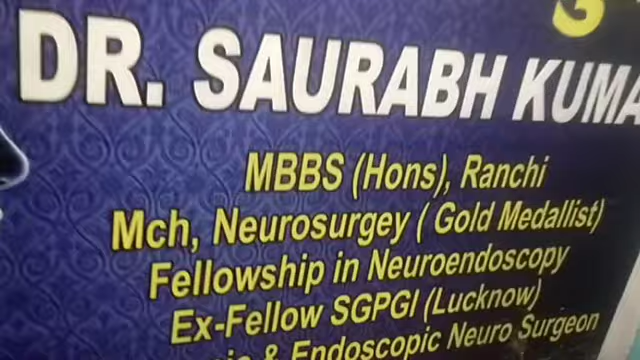 DR. SAURABH KUMA
MBBS (Hons), Ranchi
Mch, Neurosurgey ( Gold Medallist)
Fellowship in Neuroendoscopy
Ex-Fellow SGPGI (Lucknow)
& Endoscopic Neuro Surgeon